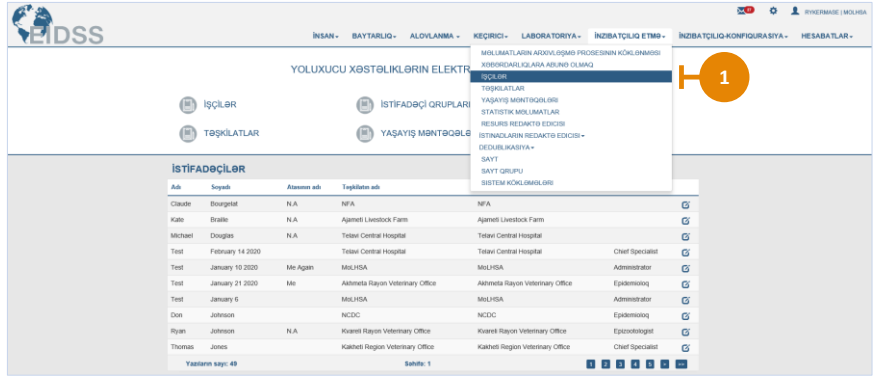 EIDSS
RYKERMASE | MOLHSA
İNSAN BAYTARLIQ ALOVLANMA KEÇIRICI LABORATORIYA İNZIBATÇILIQ ETMƏ İNZIBATÇILIQ-KONFIQURASIYA HESABATLAR
YOLUXUCU XƏSTƏLIKLƏRIN ELEKTR
MƏLUMATLARIN ARXIVLƏŞMƏ PROSESININ KÖKLƏNMƏSI
XƏBƏRDARLIQLARA ABUNƏ OLMAQ
IŞÇILƏR
TƏŞKILATLAR
YAŞAYIŞ MƏNTƏQƏLƏRI
STATISTIK MƏLUMATLAR
RESURS REDAKTƏ EDICISI
İSTINADLARIN REDAKTƏ EDICISI
DEDUBLIKASIYA
SAYT
SAYT QRUPU
SISTEM KÖKLƏMƏLƏRI
1
IŞÇILƏR
İSTIFADƏÇI QRUPLARI
TƏŞKILATLAR
YAŞAYIŞ MƏNTƏQƏLƏ
İSTİFADƏÇİLƏR
Adı Soyadı Atasının adı Təşkilatın adı
Claude Bourgelat N.A NFA NFA
Kate Braille N.A Ajameti Livestock Farm Ajameti Livestock Farm
Michael Douglas N.A Telavi Central Hospital Telavi Central Hospital
Test February 14 2020 Telavi Central Hospital Telavi Central Hospital Chief Specialist
Test January 10 2020 Me Again MoLHSA MoLHSA Administrator
Test January 21 2020 Me Akhmeta Rayon Veterinary Office Akhmeta Rayon Veterinary Office Epidemioloq
Test January 6 MoLHSA MoLHSA Administrator
Don Johnson NCDC NCDC Epidemioloq
Ryan Johnson N.A Kvareli Rayon Veterinary Office Kvareli Rayon Veterinary Office Epizootologist
Thomas Jones Kakheti Region Veterinary Office Kakheti Region Veterinary Office Chief Specialist
Yazıların sayı: 49 Səhifə: 1 1 2 3 4 5 > >>